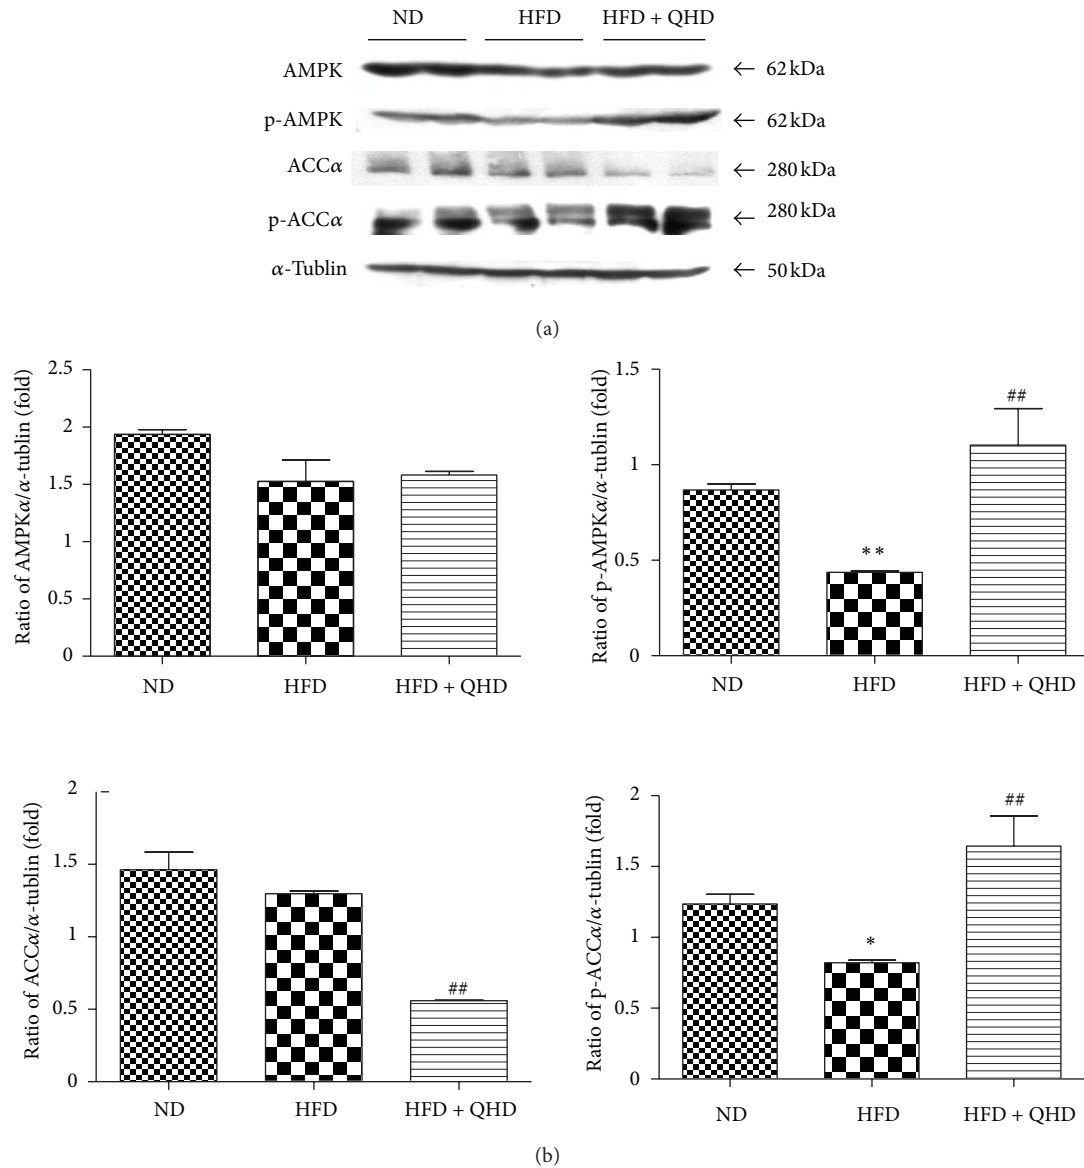 ND HFD HFD + QHD
AMPK ← 62 kDa
p-AMPK ← 62 kDa
ACCα ← 280 kDa
p-ACCα ← 280 kDa
α-Tublin ← 50 kDa
(a)
Ratio of AMPKα/α-tublin (fold)
2.5
2
1.5
1
0.5
0
ND HFD HFD + QHD
Ratio of p-AMPKα/α-tublin (fold)
1.5
1
0.5
0
**
##
ND HFD HFD + QHD
Ratio of ACCα/α-tublin (fold)
2
1.5
1
0.5
0
##
ND HFD HFD + QHD
Ratio of p-ACCα/α-tublin (fold)
2
1.5
1
0.5
0
*
##
ND HFD HFD + QHD
(b)